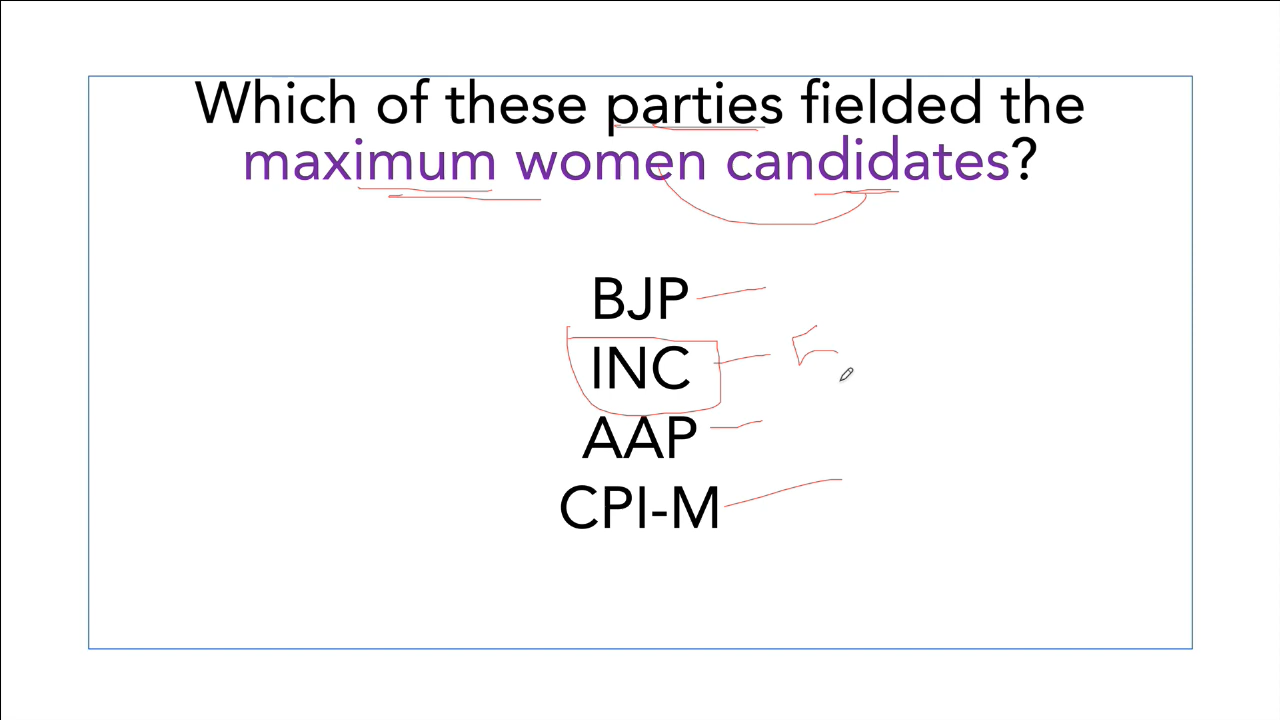 Which of these parties fielded the
maximum women candidates?
BJP
INC
AAP
CPI-M